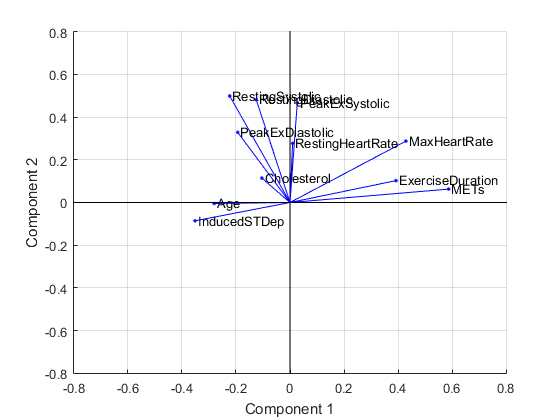 0.8
0.6
RestingSystolic
RestingDiastolic
PeakExSystolic
0.4
PeakExDiastolic
RestingHeartRate
MaxHeartRate
0.2
Cholesterol
ExerciseDuration
METs
0
Age
InducedSTDep
-0.2
-0.4
-0.6
-0.8
-0.8 -0.6 -0.4 -0.2 0 0.2 0.4 0.6 0.8
Component 1
Component 2